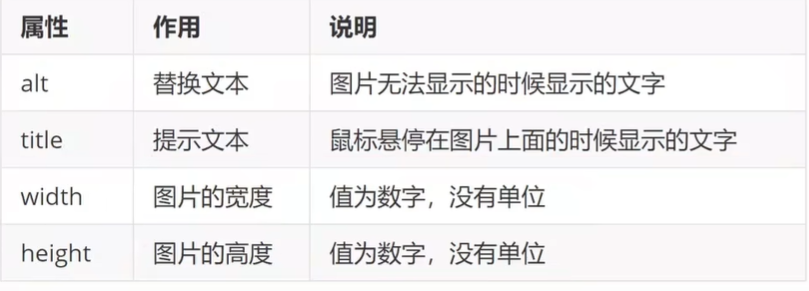 属性 作用 说明
alt 替换文本 图片无法显示的时候显示的文字
title 提示文本 鼠标悬停在图片上面的时候显示的文字
width 图片的宽度 值为数字，没有单位
height 图片的高度 值为数字，没有单位